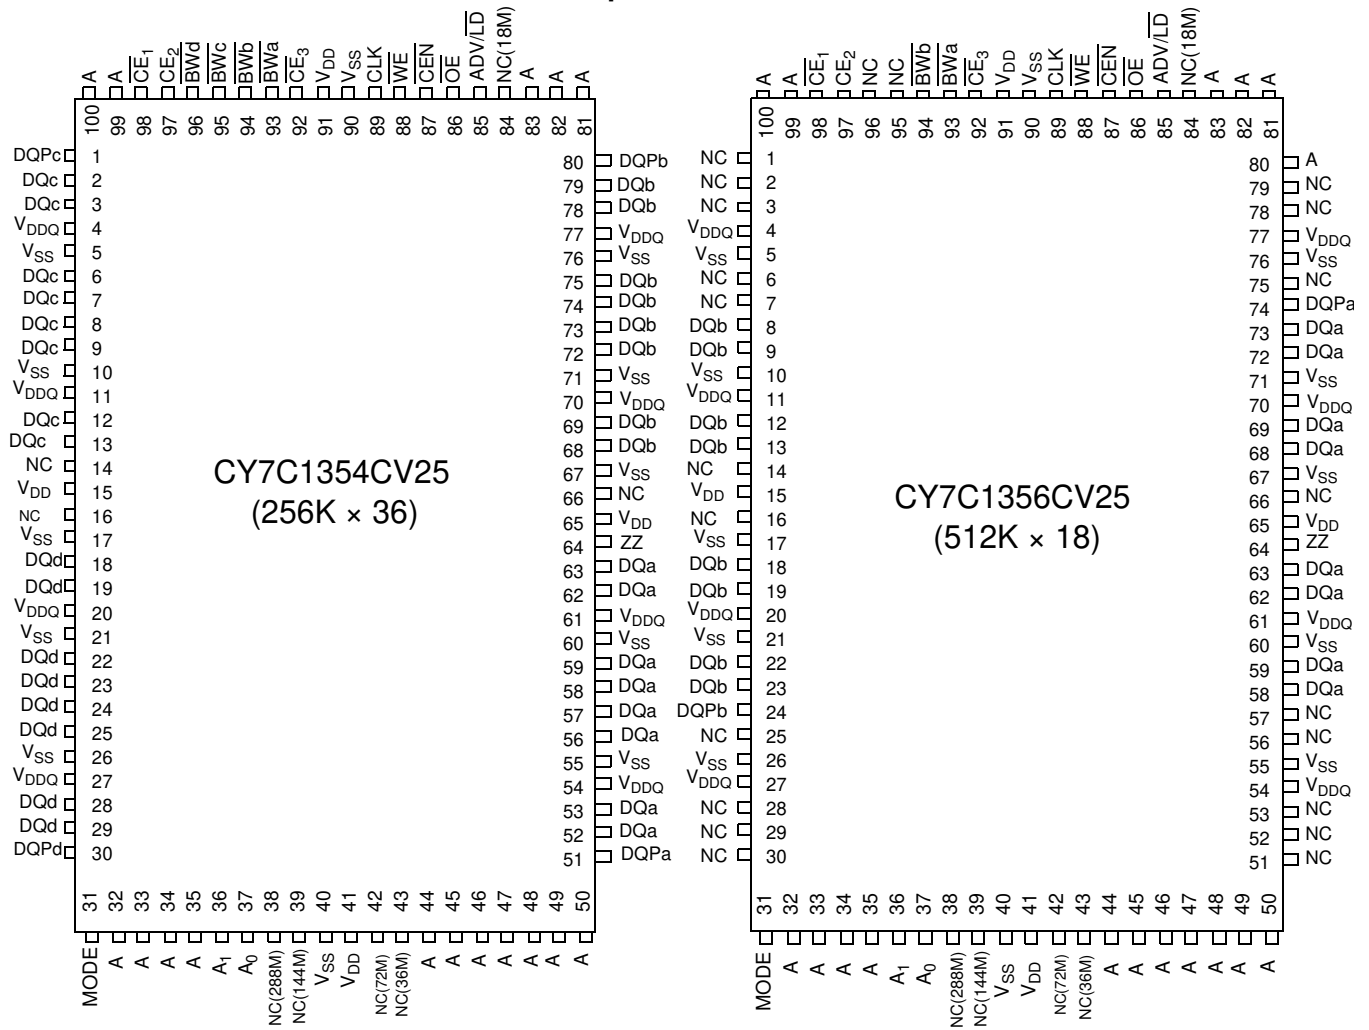 A A CE1 CE2 BWd BWc BWb BWa CE3 VDD VSS CLK WE CEN OE ADV/LD NC(18M) A A A
100 99 98 97 96 95 94 93 92 91 90 89 88 87 86 85 84 83 82 81
DQPc 1
DQc 2
DQc 3
VDDQ 4
VSS 5
DQc 6
DQc 7
DQc 8
DQc 9
VSS 10
VDDQ 11
DQc 12
DQc 13
NC 14
VDD 15
NC 16
VSS 17
DQd 18
DQd 19
VDDQ 20
VSS 21
DQd 22
DQd 23
DQd 24
DQd 25
VSS 26
VDDQ 27
DQd 28
DQd 29
DQPd 30
CY7C1354CV25
(256K × 36)
80 DQPb
79 DQb
78 DQb
77 VDDQ
76 VSS
75 DQb
74 DQb
73 DQb
72 DQb
71 VSS
70 VDDQ
69 DQb
68 DQb
67 VSS
66 NC
65 VDD
64 ZZ
63 DQa
62 DQa
61 VDDQ
60 VSS
59 DQa
58 DQa
57 DQa
56 DQa
55 VSS
54 VDDQ
53 DQa
52 DQa
51 DQPa
31 32 33 34 35 36 37 38 39 40 41 42 43 44 45 46 47 48 49 50
MODE A A A A A1 A0 NC(288M) NC(144M) VSS VDD NC(72M) NC(36M) A A A A A A A
A A CE1 CE2 NC NC BWb BWa CE3 VDD VSS CLK WE CEN OE ADV/LD NC(18M) A A A
100 99 98 97 96 95 94 93 92 91 90 89 88 87 86 85 84 83 82 81
NC 1
NC 2
NC 3
VDDQ 4
VSS 5
NC 6
NC 7
DQb 8
DQb 9
VSS 10
VDDQ 11
DQb 12
DQb 13
NC 14
VDD 15
NC 16
VSS 17
DQb 18
DQb 19
VDDQ 20
VSS 21
DQb 22
DQb 23
DQPb 24
NC 25
VSS 26
VDDQ 27
NC 28
NC 29
NC 30
CY7C1356CV25
(512K × 18)
80 A
79 NC
78 NC
77 VDDQ
76 VSS
75 NC
74 DQPa
73 DQa
72 DQa
71 VSS
70 VDDQ
69 DQa
68 DQa
67 VSS
66 NC
65 VDD
64 ZZ
63 DQa
62 DQa
61 VDDQ
60 VSS
59 DQa
58 DQa
57 NC
56 NC
55 VSS
54 VDDQ
53 NC
52 NC
51 NC
31 32 33 34 35 36 37 38 39 40 41 42 43 44 45 46 47 48 49 50
MODE A A A A A1 A0 NC(288M) NC(144M) VSS VDD NC(72M) NC(36M) A A A A A A A